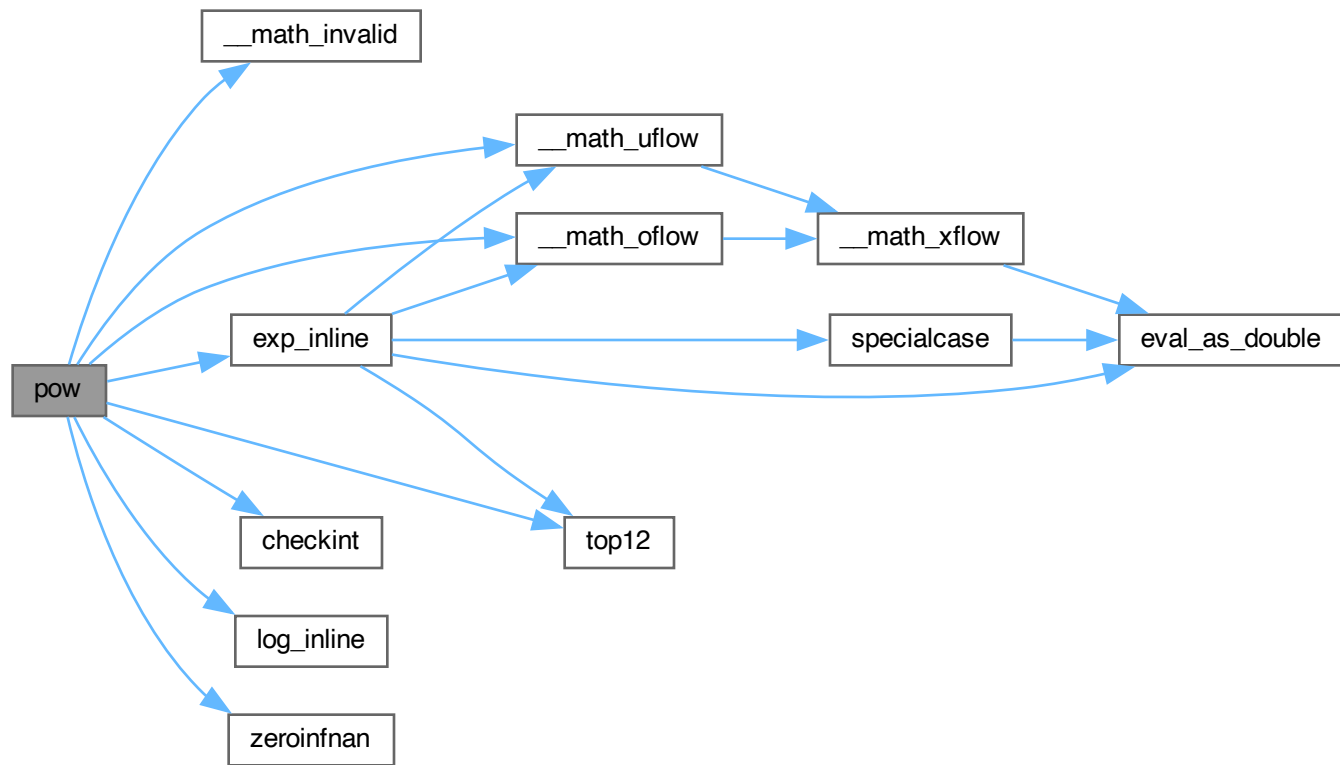 __math_invalid
__math_uflow
__math_oflow
__math_xflow
exp_inline
specialcase
eval_as_double
pow
checkint
top12
log_inline
zeroinfnan